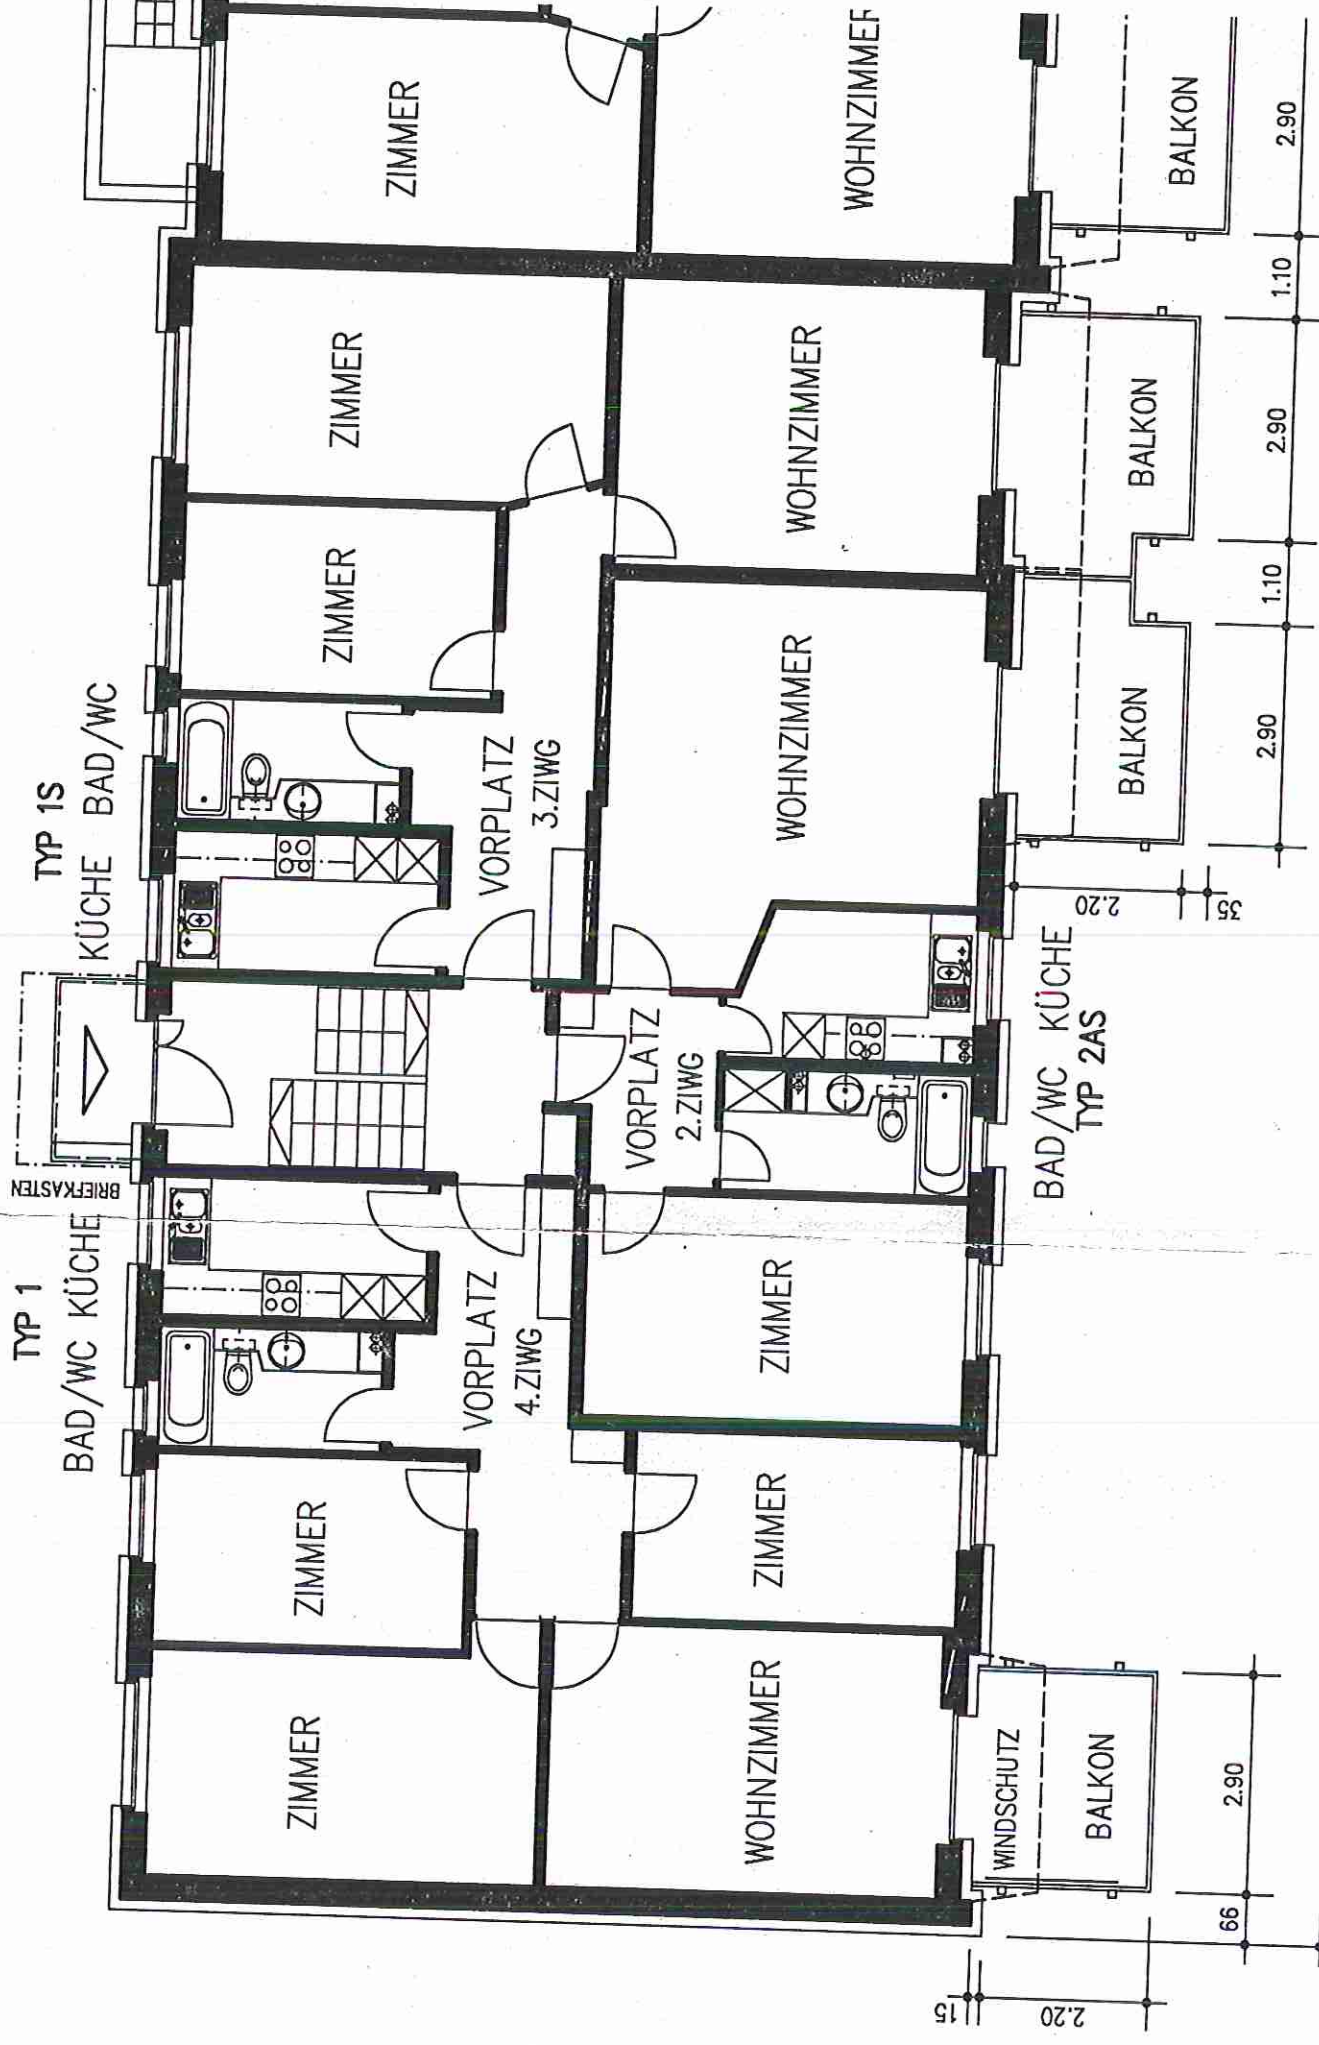 ZIMMER
WOHNZIMMER
BALKON
2.90
1.10
ZIMMER
WOHNZIMMER
BALKON
2.90
ZIMMER
1.10
TYP 1S
KÜCHE BAD/WC
VORPLATZ
3.ZIWG
WOHNZIMMER
BALKON
2.90
2.20
35
BRIEFKASTEN
VORPLATZ
2.ZIWG
BAD/WC KÜCHE
TYP 2AS
TYP 1
BAD/WC KÜCHE
VORPLATZ
4.ZIWG
ZIMMER
ZIMMER
ZIMMER
ZIMMER
WOHNZIMMER
WINDSCHUTZ
BALKON
2.90
66
15
2.20